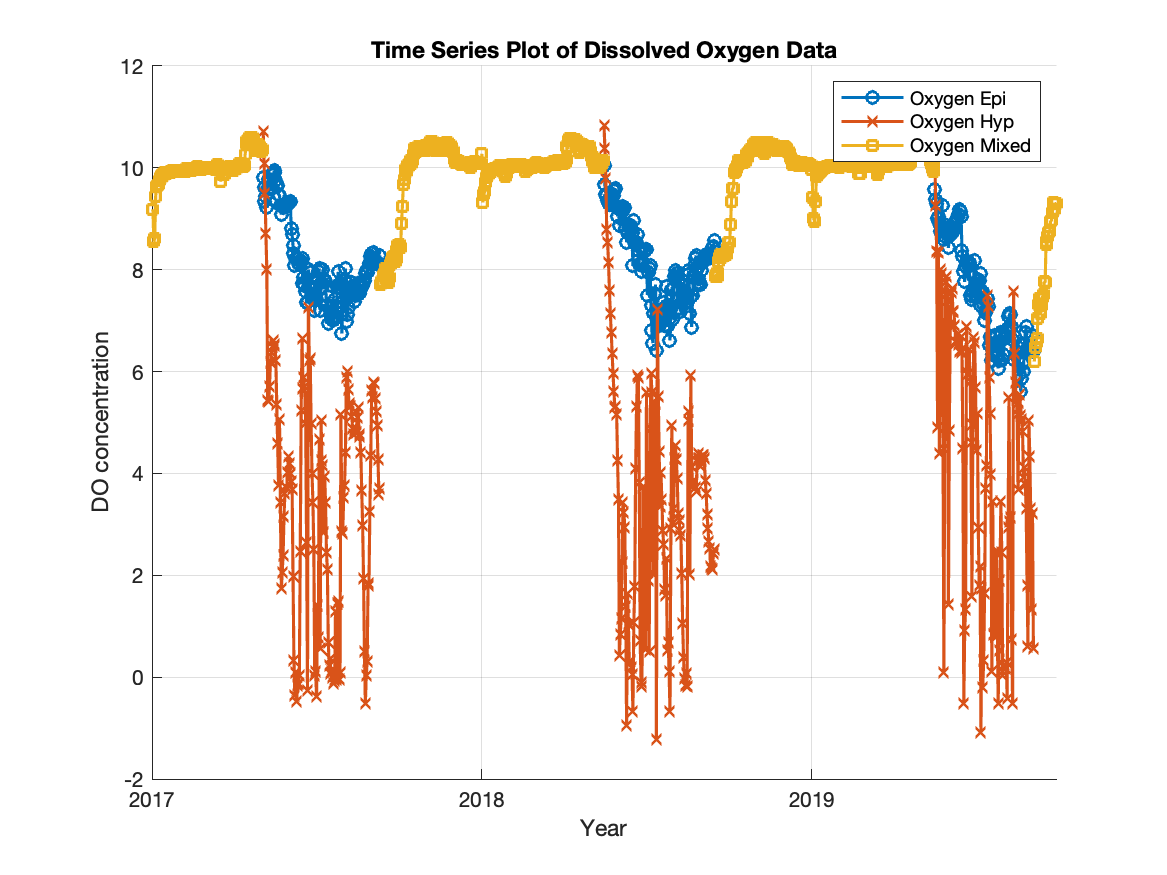 Time Series Plot of Dissolved Oxygen Data
12
10
8
6
4
2
0
-2
DO concentration
Oxygen Epi
Oxygen Hyp
Oxygen Mixed
2017
2018
2019
Year